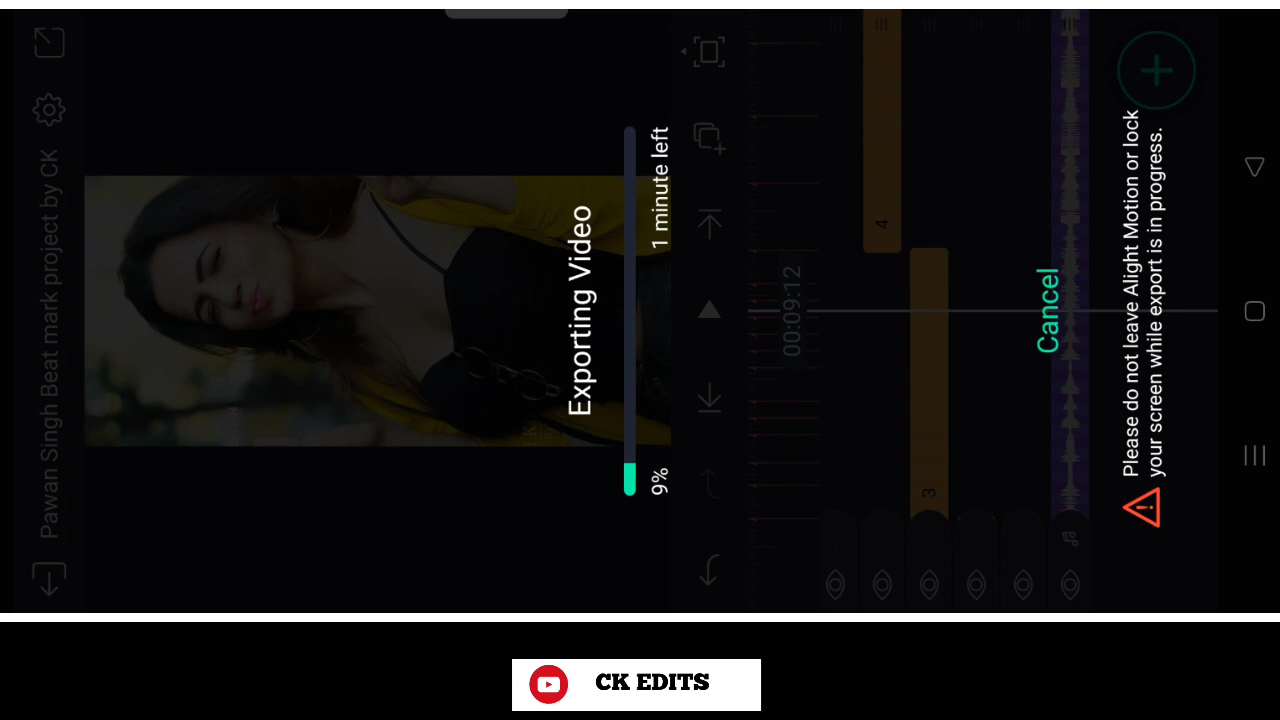 Pawan Singh Beat mark project by CK
Exporting Video
9%
1 minute left
00:09:12
4
3
Cancel
Please do not leave Alight Motion or lock
your screen while export is in progress.
CK EDITS